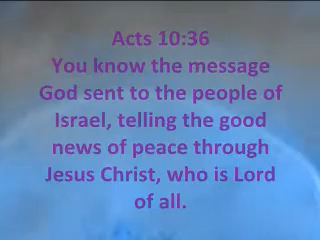 Acts 10:36
You know the message
God sent to the people of
Israel, telling the good
news of peace through
Jesus Christ, who is Lord
of all.